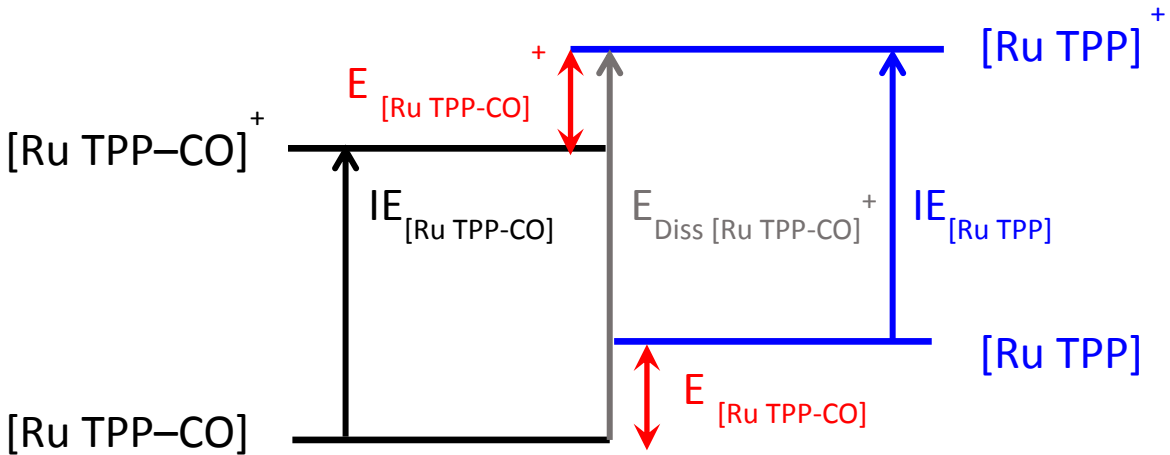 [Ru TPP]+
E [Ru TPP-CO]+
[Ru TPP–CO]+
IE[Ru TPP-CO]
EDiss [Ru TPP-CO]+
IE[Ru TPP]
[Ru TPP]
E [Ru TPP-CO]
[Ru TPP–CO]